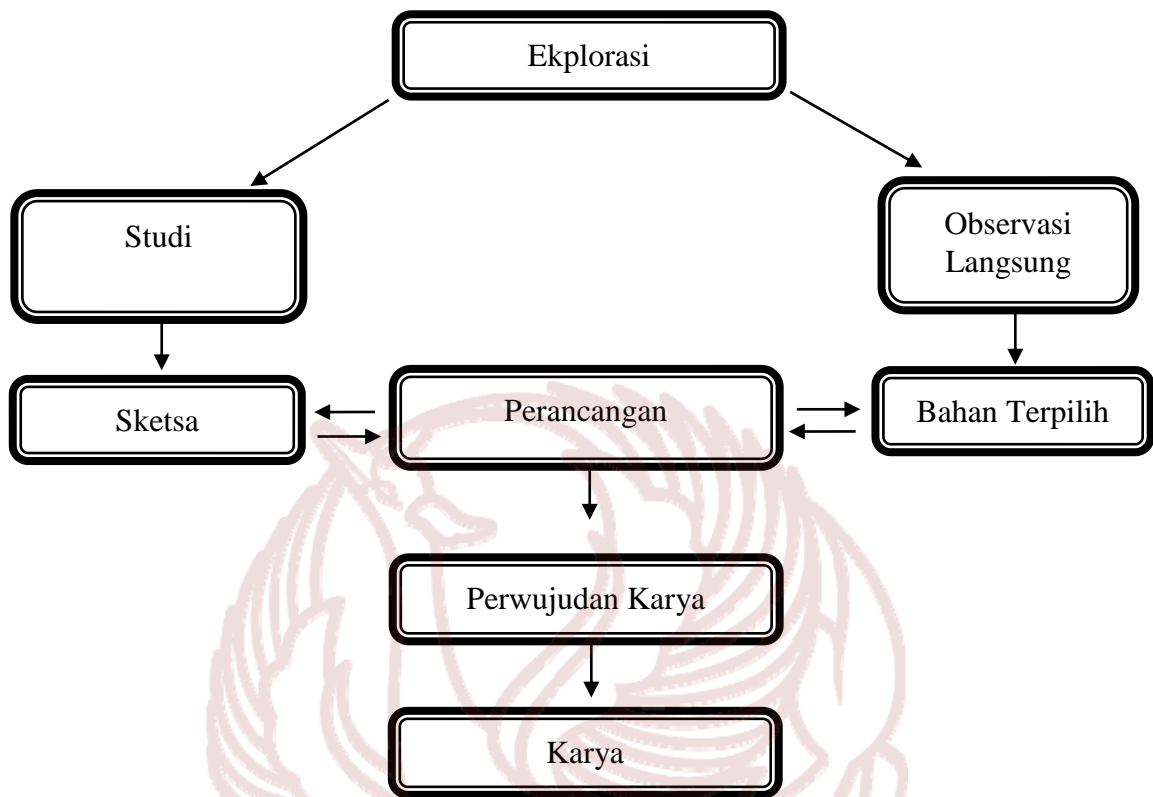 Ekplorasi
Studi
Observasi
Langsung
Sketsa
Perancangan
Bahan Terpilih
Perwujudan Karya
Karya